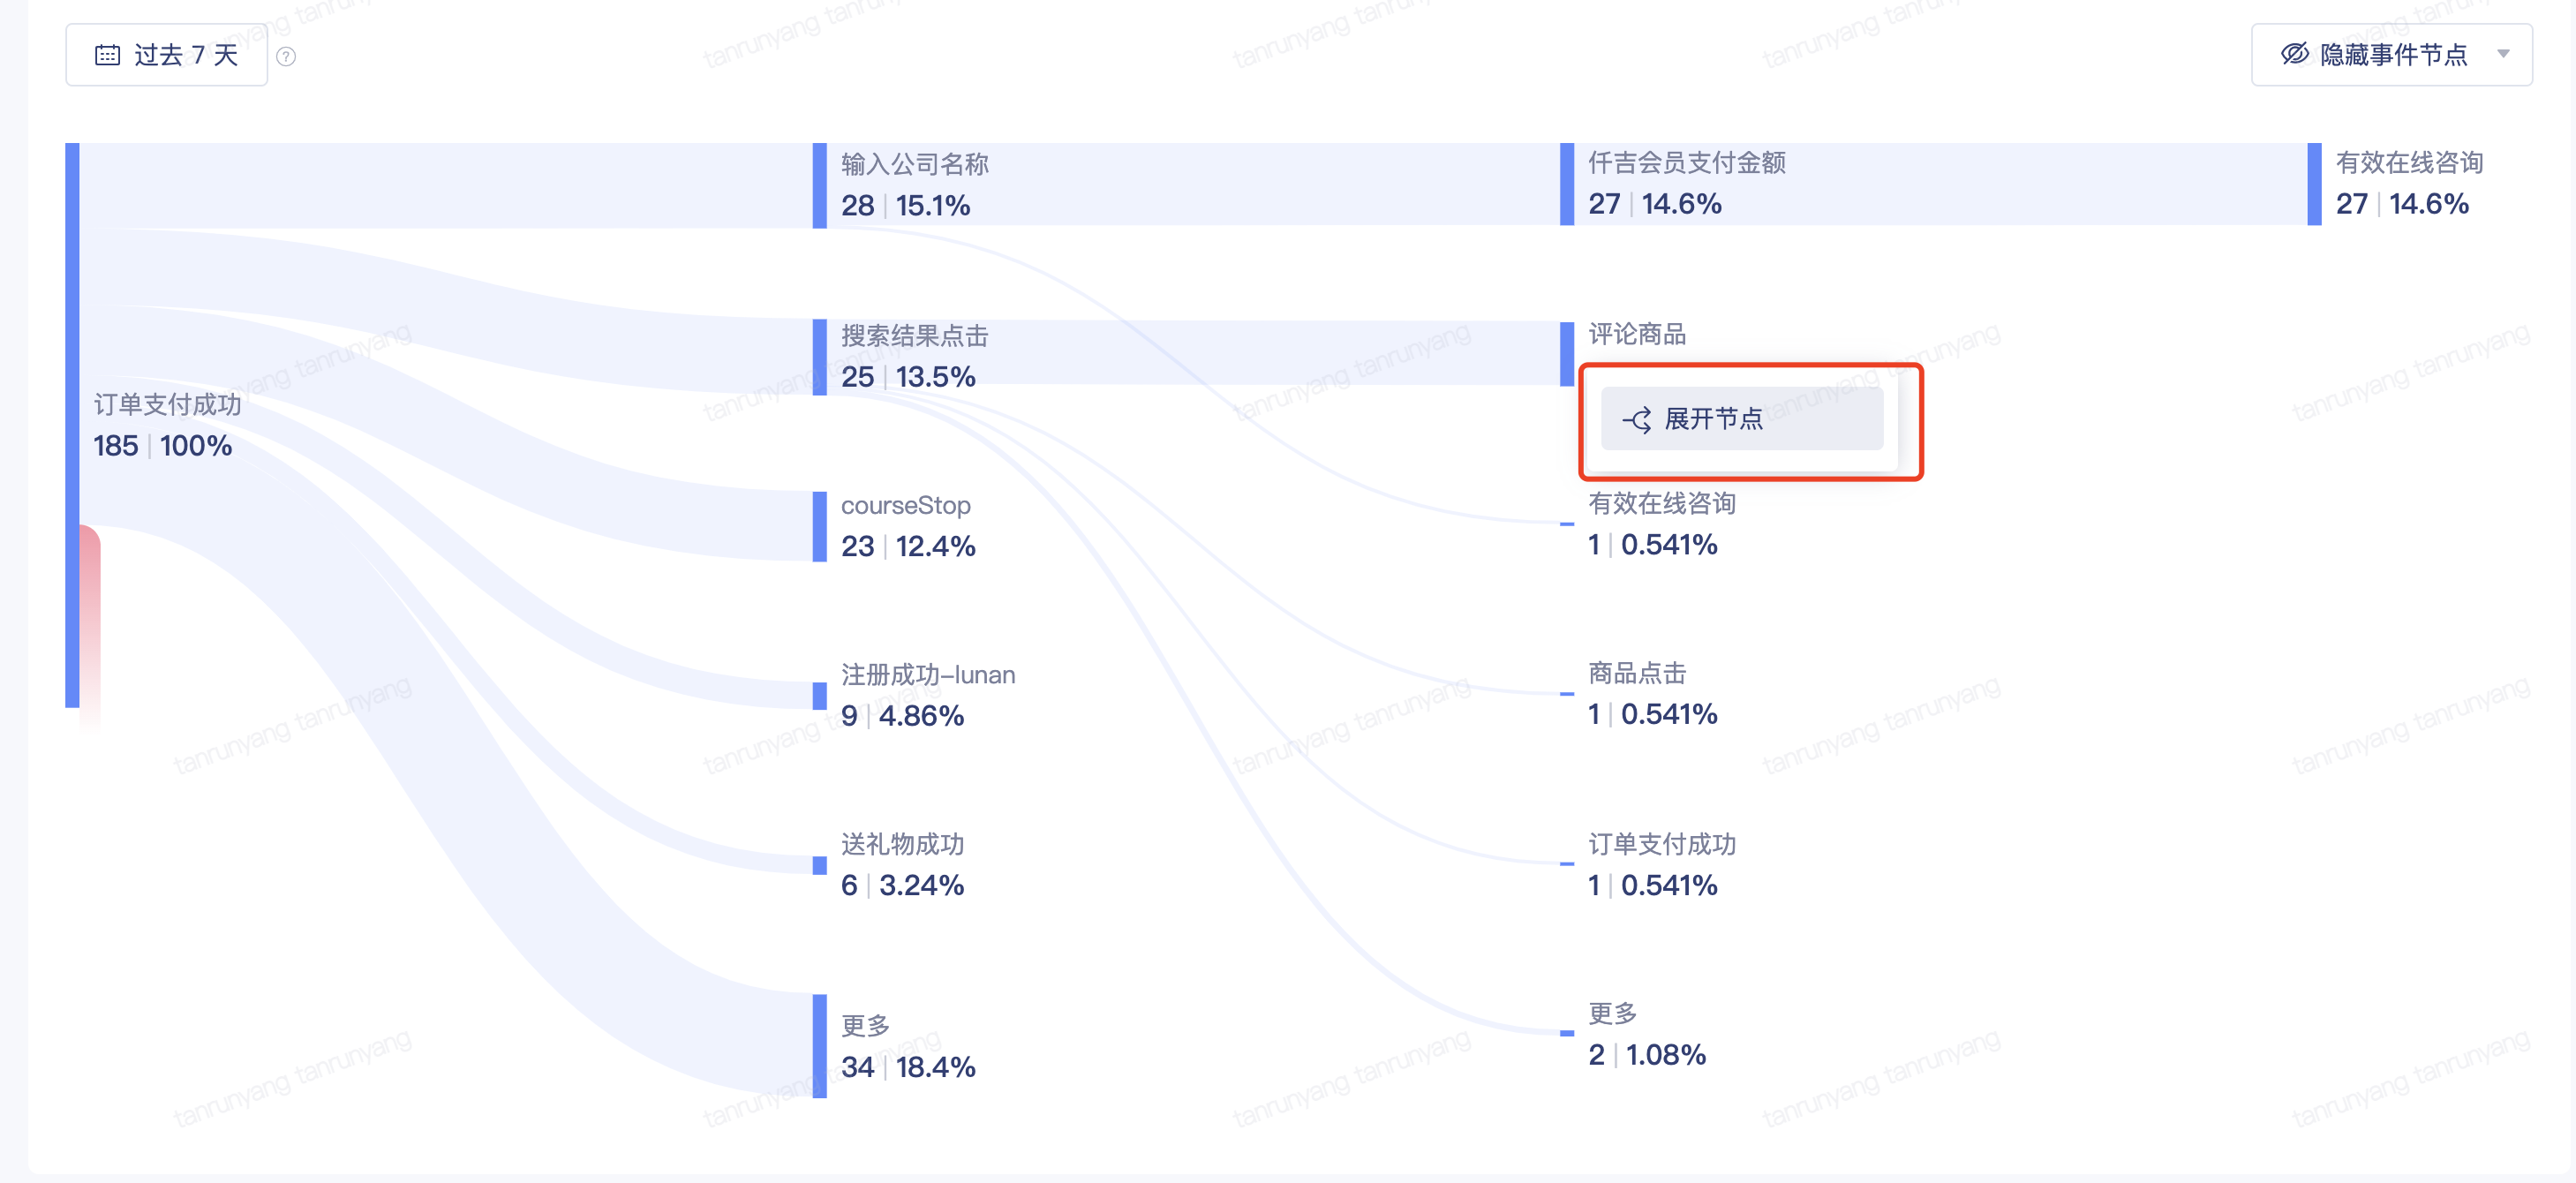 过去 7 天
隐藏事件节点
订单支付成功
185 | 100%
输入公司名称
28 | 15.1%
搜索结果点击
25 | 13.5%
courseStop
23 | 12.4%
注册成功-lunan
9 | 4.86%
送礼物成功
6 | 3.24%
更多
34 | 18.4%
仟吉会员支付金额
27 | 14.6%
评论商品
展开节点
有效在线咨询
1 | 0.541%
商品点击
1 | 0.541%
订单支付成功
1 | 0.541%
更多
2 | 1.08%
有效在线咨询
27 | 14.6%
tanrunyang tanrunyang